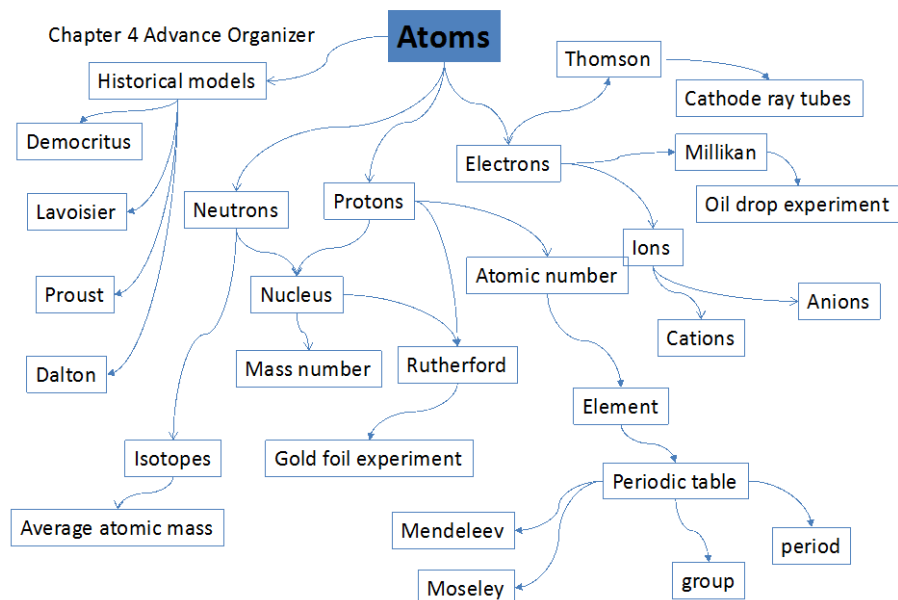 Chapter 4 Advance Organizer
Atoms
Historical models
Thomson
Cathode ray tubes
Democritus
Electrons
Millikan
Lavoisier
Neutrons
Protons
Oil drop experiment
Ions
Atomic number
Proust
Nucleus
Anions
Cations
Dalton
Mass number
Rutherford
Element
Isotopes
Gold foil experiment
Periodic table
Average atomic mass
Mendeleev
period
Moseley
group